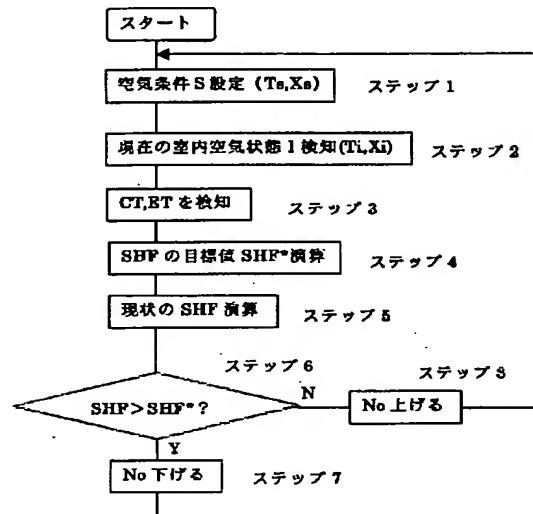 スタート
空気条件S設定（Ts,Xs）
ステップ1
現在の室内空気状態I検知(Ti,Xi)
ステップ2
CT,ETを検知
ステップ3
SHFの目標値SHF*演算
ステップ4
現状のSHF演算
ステップ5
ステップ6
SHF>SHF*?
N
ステップ8
No上げる
Y
No下げる
ステップ7